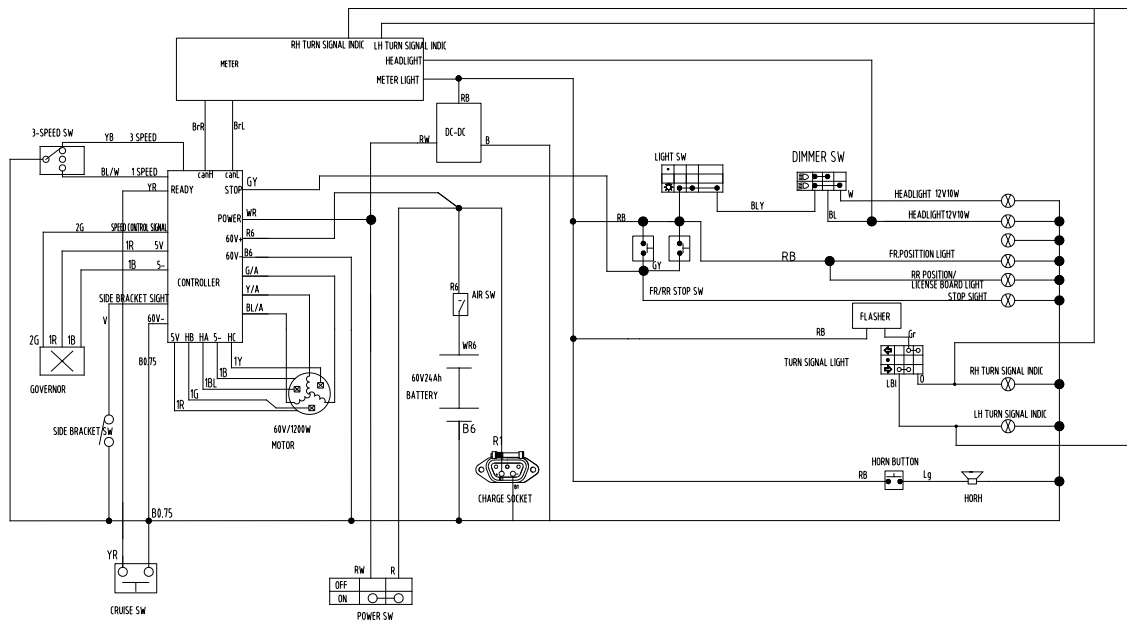 RH TURN SIGNAL INDIC
LH TURN SIGNAL INDIC
HEADLIGHT
METER
METER LIGHT
RB
BrR
BrL
DC-DC
RW
B
3-SPEED SW
YB
3 SPEED
BL/W
1 SPEED
YR
canH
canL
READY
STOP
GY
POWER
WR
2G
SPEED CONTROL SIGNAL
60V+
R6
1R
5V
60V-
B6
1B
5-
G/A
CONTROLLER
Y/A
SIDE BRACKET SIGHT
BL/A
V
60V-
5V
HB
HA
5-
HC
2G
1R
1B
GOVERNOR
B0.75
1Y
1B
1BL
1G
1R
60V/1200W
MOTOR
SIDE BRACKET SW
B0.75
YR
CRUISE SW
R6
AIR SW
WR6
60V24Ah
BATTERY
B6
R1
B1
CHARGE SOCKET
RW
R
OFF
ON
POWER SW
LIGHT SW
DIMMER SW
BLY
BL
W
HEADLIGHT 12V10W
HEADLIGHT12V10W
RB
GY
FR/RR STOP SW
RB
FR.POSITTION LIGHT
RR POSITION/
LICENSE BOARD LIGHT
STOP SIGHT
FLASHER
RB
Gr
TURN SIGNAL LIGHT
LBl
O
RH TURN SIGNAL INDIC
LH TURN SIGNAL INDIC
HORN BUTTON
RB
Lg
HORH